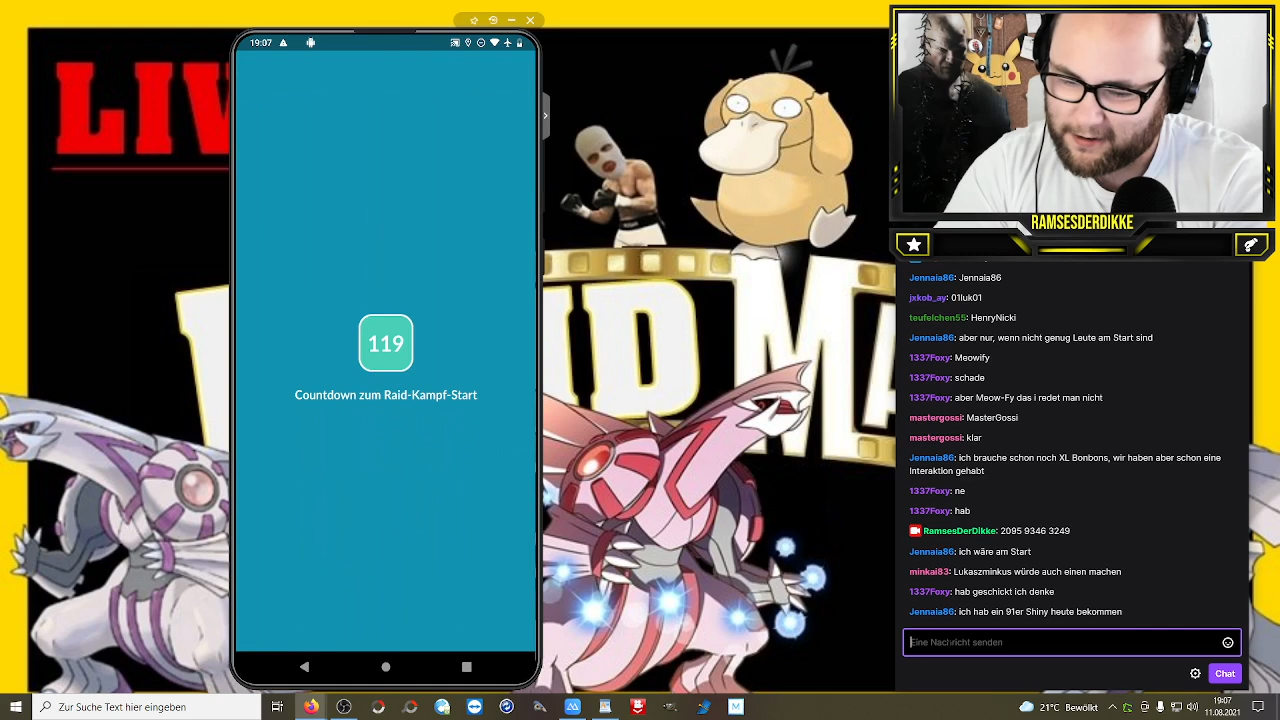 19:07
LIV
ID MA
119
Countdown zum Raid-Kampf-Start
RAMSESDERDIKKE
Jennaia86: Jennaia86
jxkob_ay: 01luk01
teufelchen55: HenryNicki
Jennaia86: aber nur, wenn nicht genug Leute am Start sind
1337Foxy: Meowify
1337Foxy: schade
1337Foxy: aber Meow-Fy das i redet man nicht
mastergossi: MasterGossi
mastergossi: klar
Jennaia86: ich brauche schon noch XL Bonbons, wir haben aber schon eine
Interaktion gehabt
1337Foxy: ne
1337Foxy: hab
RamsesDerDikke: 2095 9346 3249
Jennaia86: ich wäre am Start
minkai83: Lukaszminkus würde auch einen machen
1337Foxy: hab geschickt ich denke
Jennaia86: ich hab ein 91er Shiny heute bekommen
Eine Nachricht senden
Chat
Zur Suche Text hier eingeben
21°C Bewölkt
19:07
11.08.2021